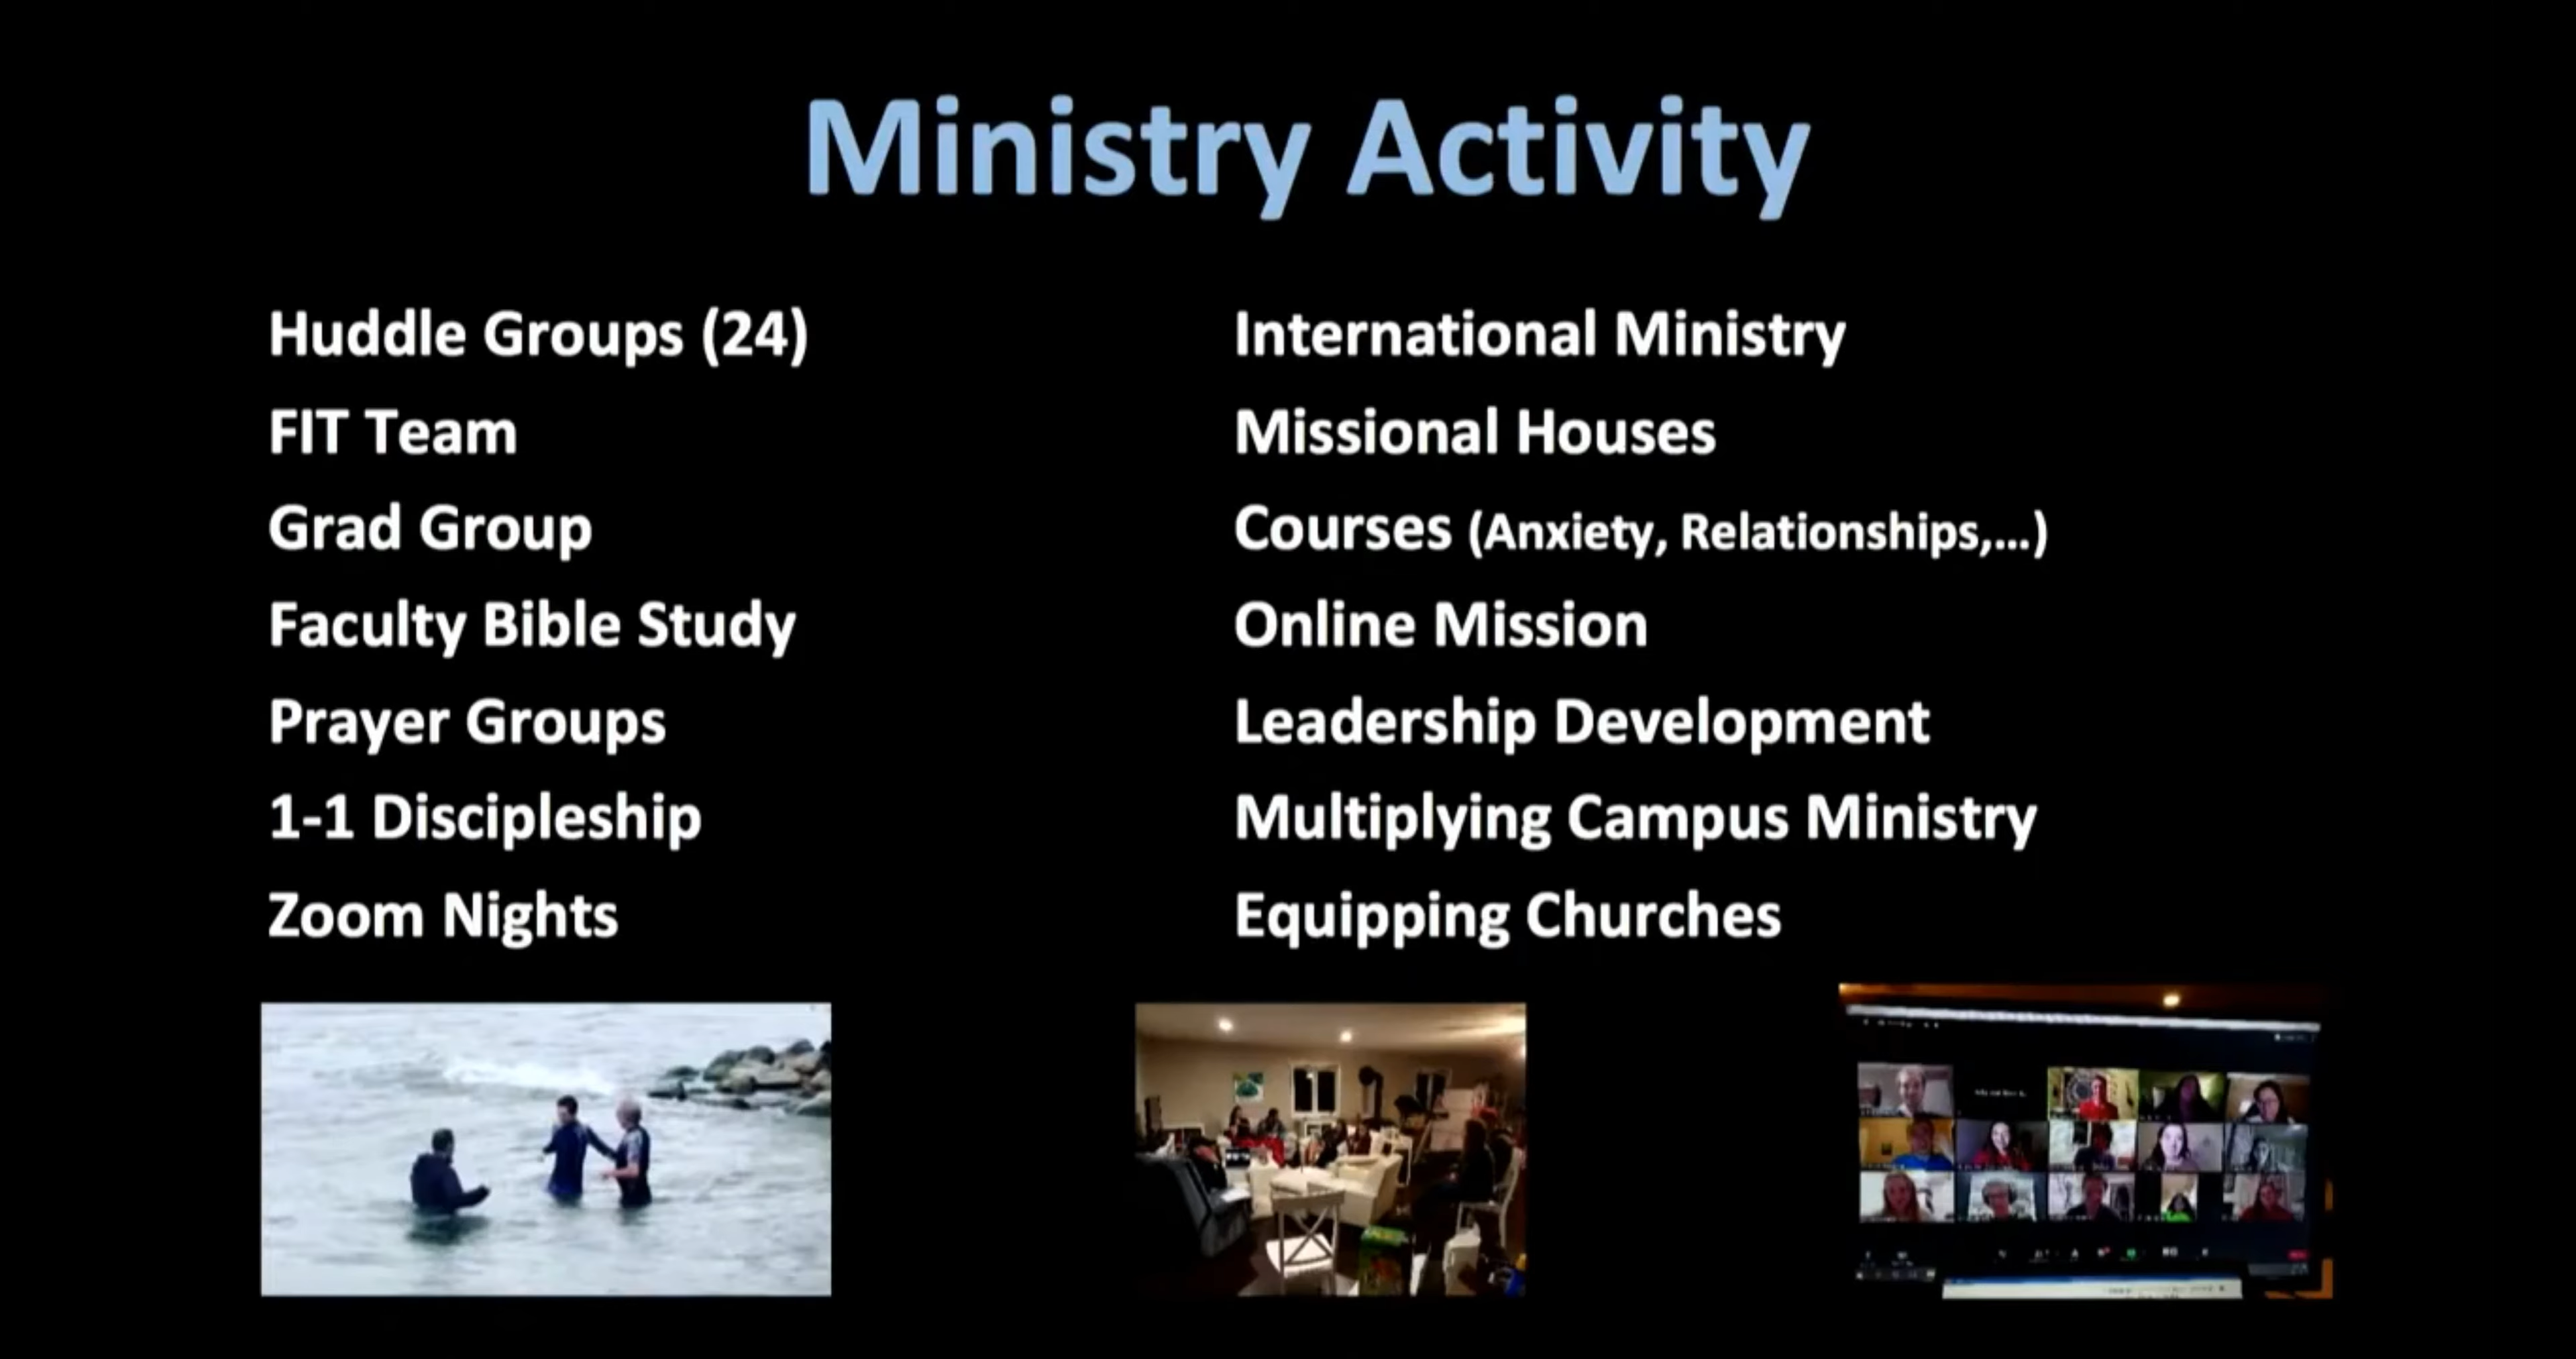 Ministry Activity
Huddle Groups (24)
FIT Team
Grad Group
Faculty Bible Study
Prayer Groups
1-1 Discipleship
Zoom Nights
International Ministry
Missional Houses
Courses (Anxiety, Relationships,...)
Online Mission
Leadership Development
Multiplying Campus Ministry
Equipping Churches